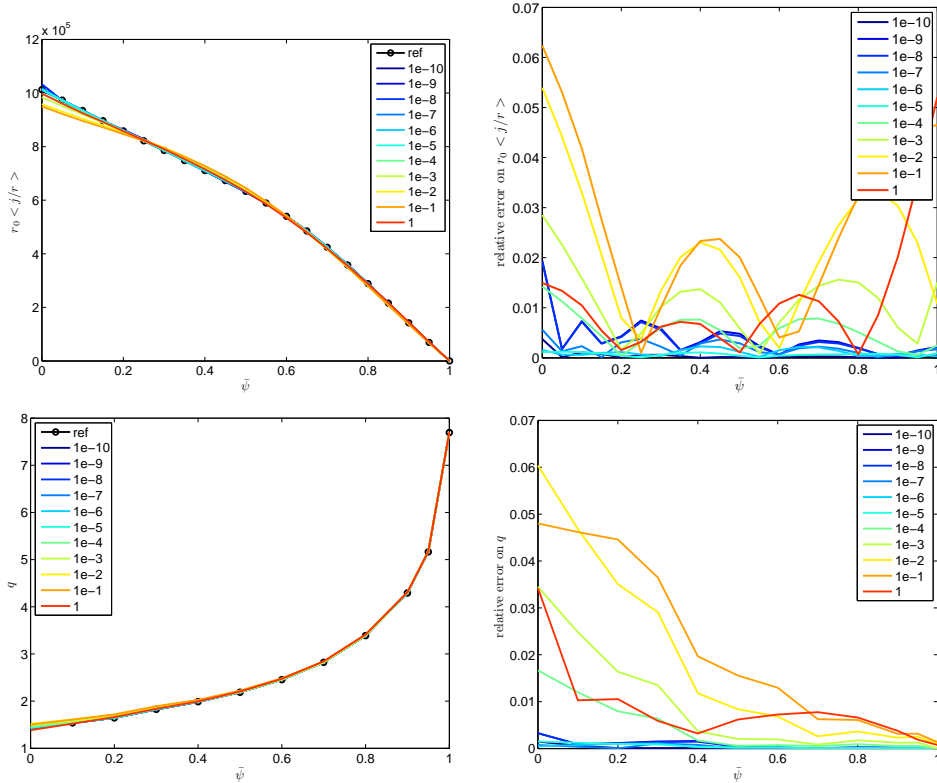 x 10⁵
12
10
8
6
4
2
0
0
0.2
0.4
0.6
0.8
1
r₀ < j/r >
ψ̄
ref
1e−10
1e−9
1e−8
1e−7
1e−6
1e−5
1e−4
1e−3
1e−2
1e−1
1
0.07
0.06
0.05
0.04
0.03
0.02
0.01
0
0
0.2
0.4
0.6
0.8
1
relative error on r₀ < j/r >
ψ̄
1e−10
1e−9
1e−8
1e−7
1e−6
1e−5
1e−4
1e−3
1e−2
1e−1
1
8
7
6
5
4
3
2
1
0
0.2
0.4
0.6
0.8
1
q
ψ̄
ref
1e−10
1e−9
1e−8
1e−7
1e−6
1e−5
1e−4
1e−3
1e−2
1e−1
1
0.07
0.06
0.05
0.04
0.03
0.02
0.01
0
0
0.2
0.4
0.6
0.8
1
relative error on q
ψ̄
1e−10
1e−9
1e−8
1e−7
1e−6
1e−5
1e−4
1e−3
1e−2
1e−1
1